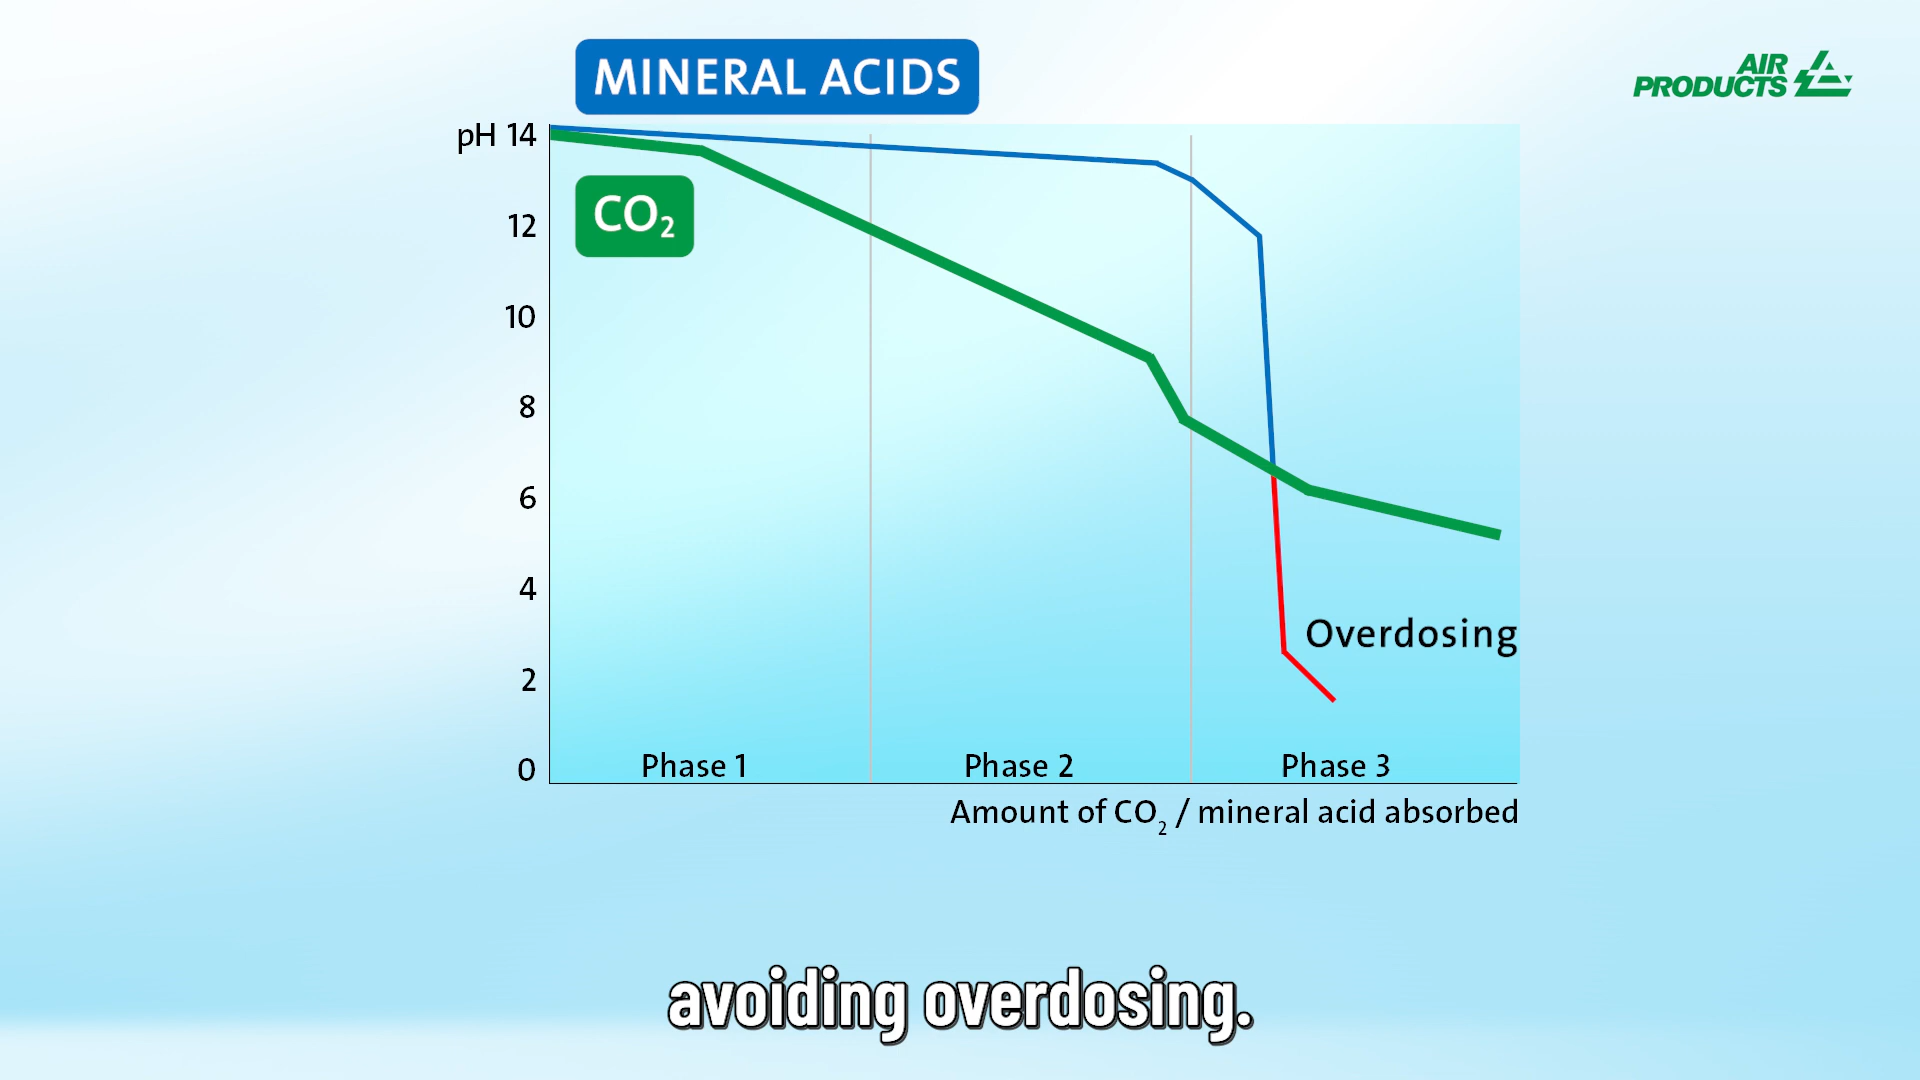 MINERAL ACIDS
AIR
PRODUCTS
pH 14
CO₂
12
10
8
6
4
Overdosing
2
0
Phase 1
Phase 2
Phase 3
Amount of CO₂ / mineral acid absorbed
avoiding overdosing.